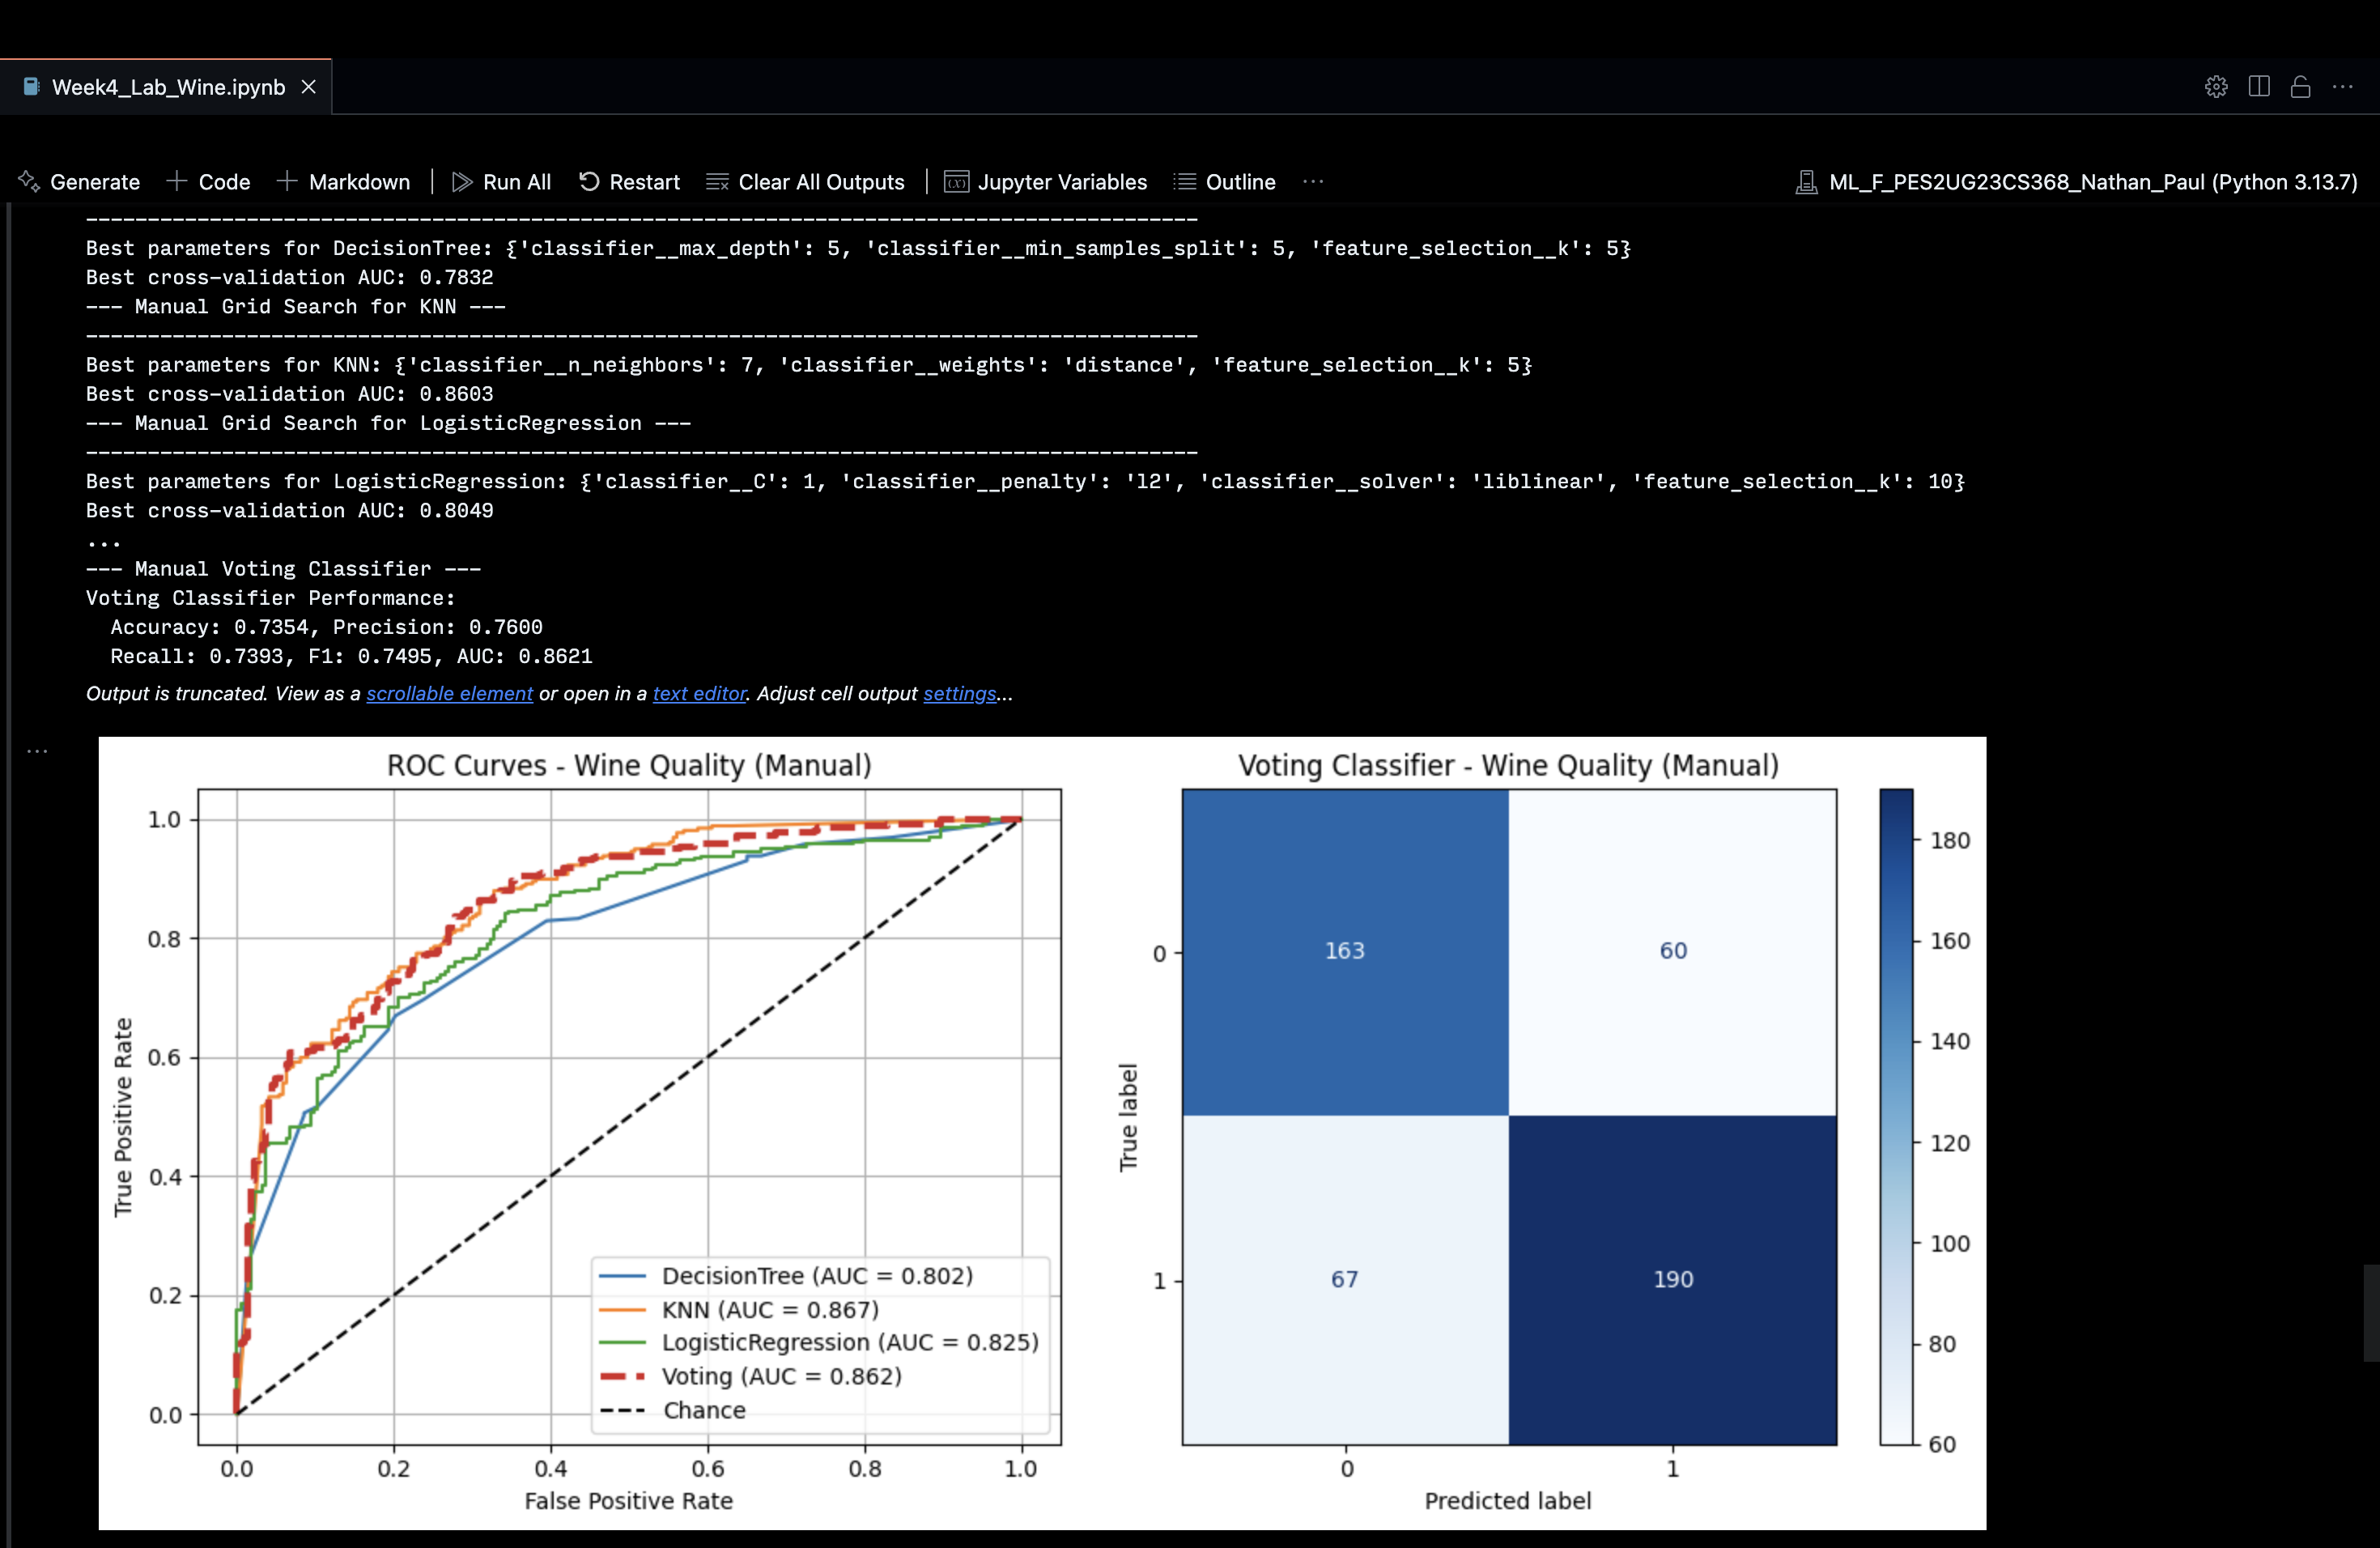 Week4_Lab_Wine.ipynb
Generate Code Markdown Run All Restart Clear All Outputs Jupyter Variables Outline ... ML_F_PES2UG23CS368_Nathan_Paul (Python 3.13.7)
-------------------------------------------------------------------------------------------
Best parameters for DecisionTree: {'classifier__max_depth': 5, 'classifier__min_samples_split': 5, 'feature_selection__k': 5}
Best cross-validation AUC: 0.7832
--- Manual Grid Search for KNN ---
-------------------------------------------------------------------------------------------
Best parameters for KNN: {'classifier__n_neighbors': 7, 'classifier__weights': 'distance', 'feature_selection__k': 5}
Best cross-validation AUC: 0.8603
--- Manual Grid Search for LogisticRegression ---
-------------------------------------------------------------------------------------------
Best parameters for LogisticRegression: {'classifier__C': 1, 'classifier__penalty': 'l2', 'classifier__solver': 'liblinear', 'feature_selection__k': 10}
Best cross-validation AUC: 0.8049
...
--- Manual Voting Classifier ---
Voting Classifier Performance:
Accuracy: 0.7354, Precision: 0.7600
Recall: 0.7393, F1: 0.7495, AUC: 0.8621
Output is truncated. View as a scrollable element or open in a text editor. Adjust cell output settings...
ROC Curves - Wine Quality (Manual)
True Positive Rate
1.0
0.8
0.6
0.4
0.2
0.0
DecisionTree (AUC = 0.802)
KNN (AUC = 0.867)
LogisticRegression (AUC = 0.825)
Voting (AUC = 0.862)
Chance
0.0 0.2 0.4 0.6 0.8 1.0
False Positive Rate
Voting Classifier - Wine Quality (Manual)
True label
0
1
163 60
67 190
0 1
Predicted label
180
160
140
120
100
80
60